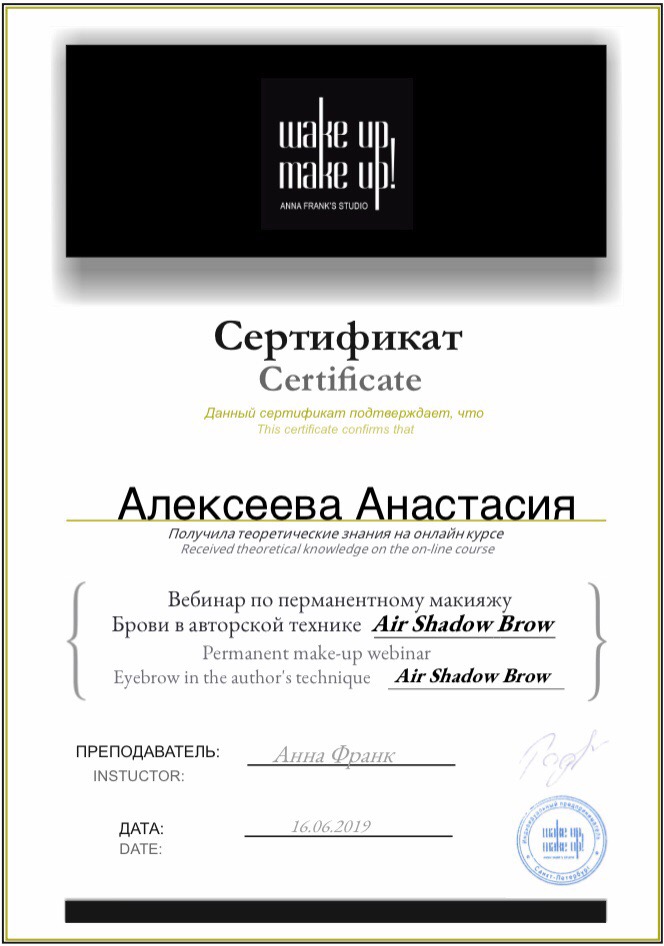 wake up,
make up!
ANNA FRANK'S STUDIO
Сертификат
Certificate
Данный сертификат подтверждает, что
This certificate confirms that
Алексеева Анастасия
Получила теоретические знания на онлайн курсе
Received theoretical knowledge on the on-line course
Вебинар по перманентному макияжу
Брови в авторской технике Air Shadow Brow
Permanent make-up webinar
Eyebrow in the author's technique Air Shadow Brow
ПРЕПОДАВАТЕЛЬ: Анна Франк
INSTUCTOR:
ДАТА: 16.06.2019
DATE:
Индивидуальный предприниматель
wake up,
make up!
ANNA FRANK'S STUDIO
Санкт-Петербург